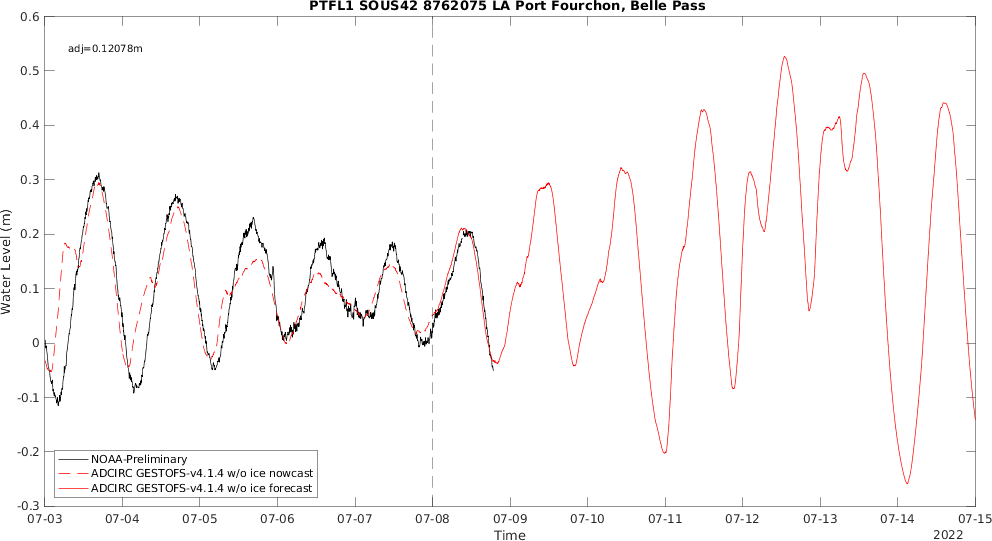 PTFL1 SOUS42 8762075 LA Port Fourchon, Belle Pass
adj=0.12078m
0.6
0.5
0.4
0.3
0.2
0.1
0
-0.1
-0.2
-0.3
Water Level (m)
NOAA-Preliminary
ADCIRC GESTOFS-v4.1.4 w/o ice nowcast
ADCIRC GESTOFS-v4.1.4 w/o ice forecast
07-03 07-04 07-05 07-06 07-07 07-08 07-09 07-10 07-11 07-12 07-13 07-14 07-15
Time
2022